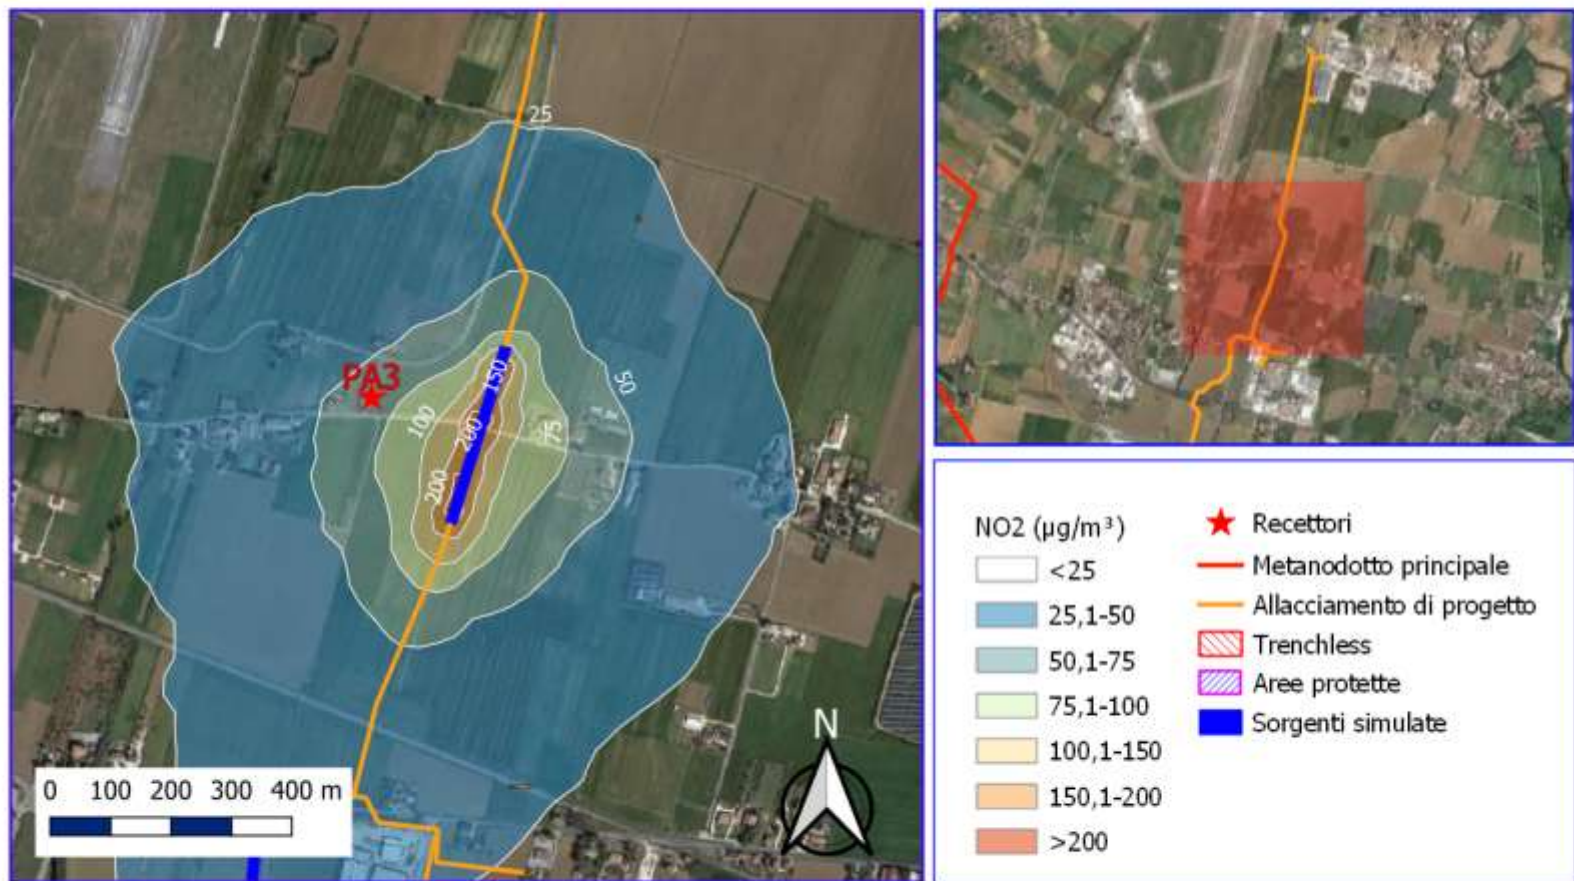 25
PA3
150
50
100
200
75
200
N
0 100 200 300 400 m
NO2 (µg/m³)
<25
25,1-50
50,1-75
75,1-100
100,1-150
150,1-200
>200
Recettori
Metanodotto principale
Allacciamento di progetto
Trenchless
Aree protette
Sorgenti simulate